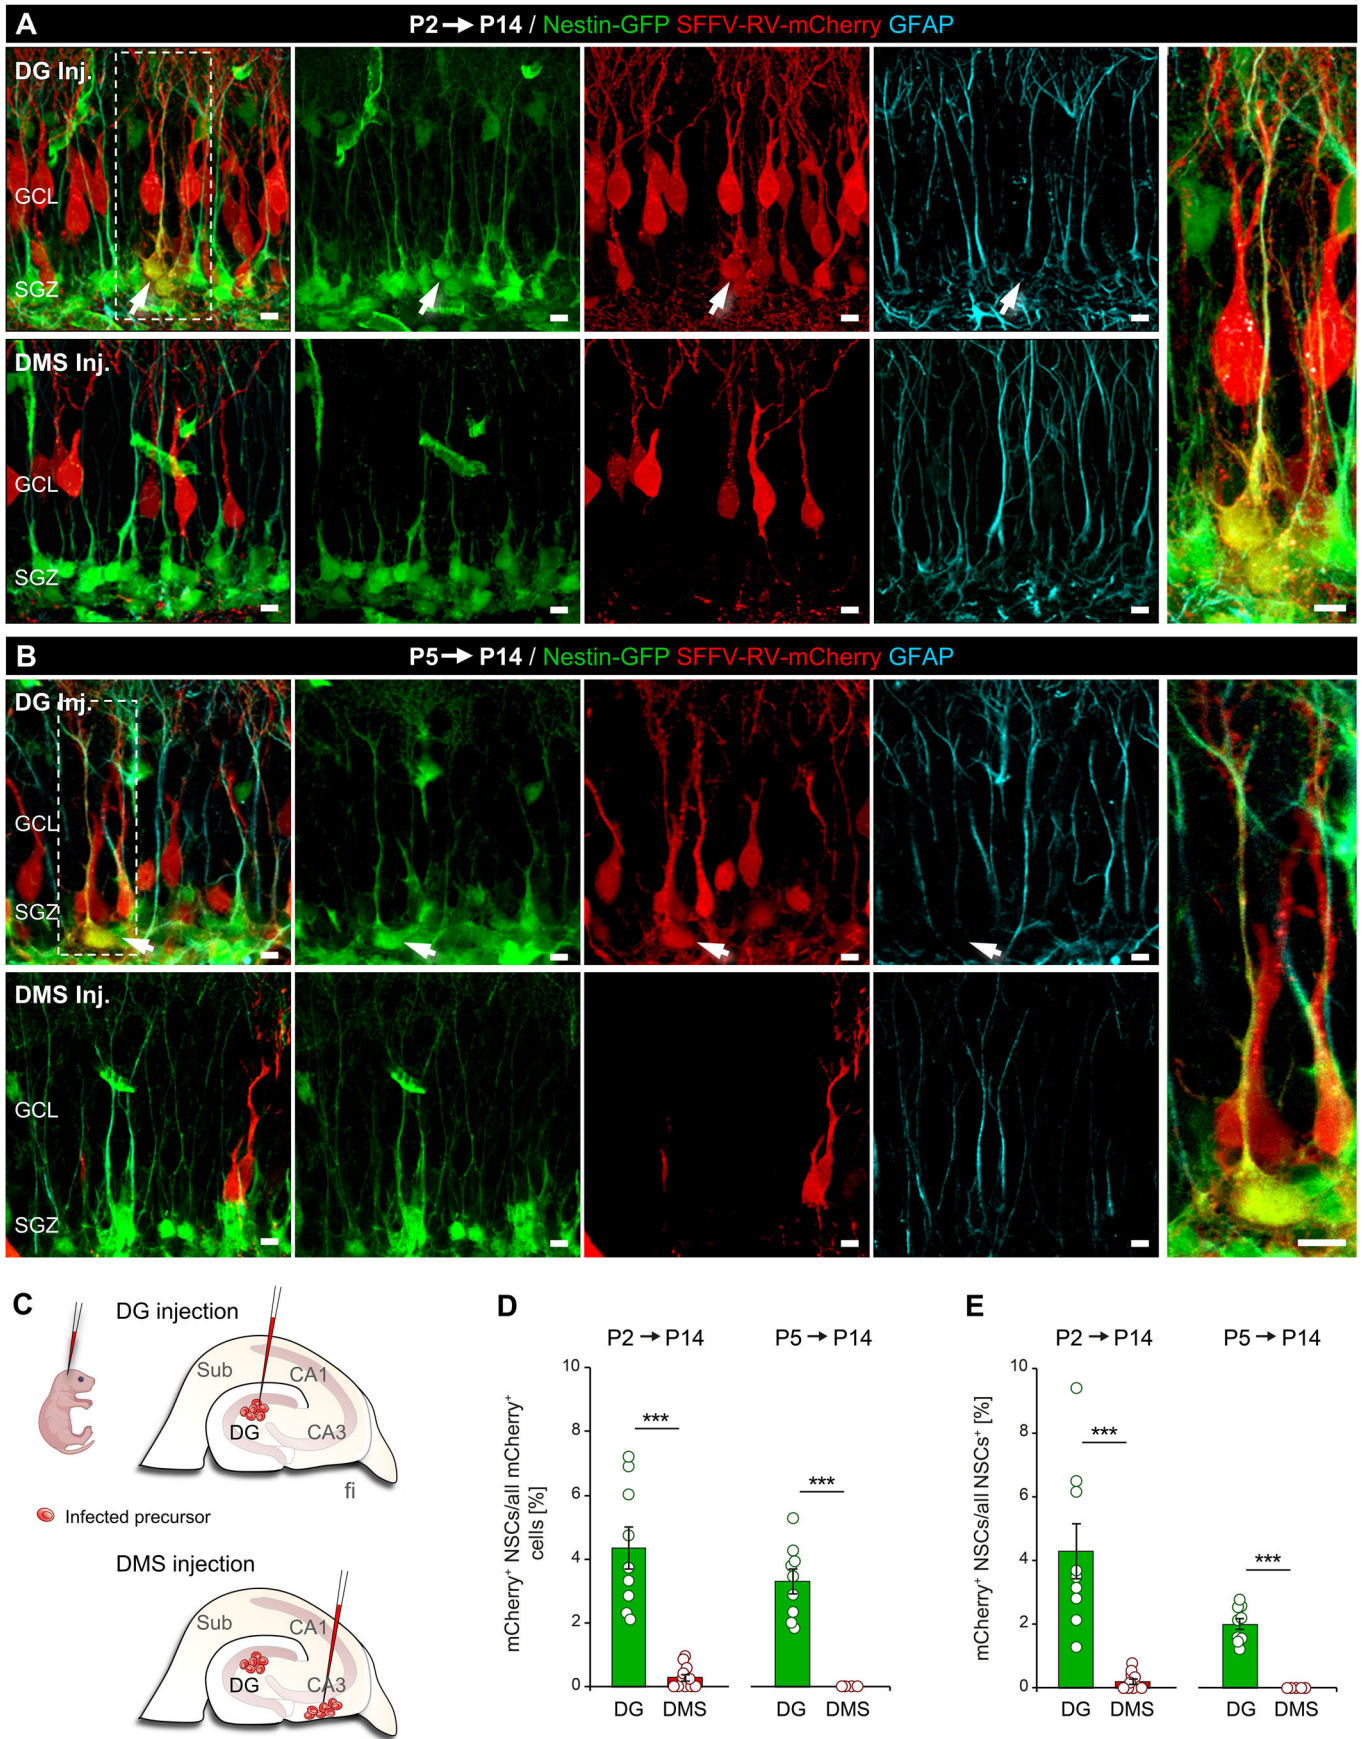 A
P2 → P14 / Nestin-GFP SFFV-RV-mCherry GFAP
DG Inj.
GCL
SGZ
DMS Inj.
GCL
SGZ
B
P5 → P14 / Nestin-GFP SFFV-RV-mCherry GFAP
DG Inj.
GCL
SGZ
DMS Inj.
GCL
SGZ
C
DG injection
Sub
CA1
DG
CA3
fi
Infected precursor
DMS injection
Sub
CA1
DG
CA3
D
P2 → P14
P5 → P14
mCherry⁺ NSCs/all mCherry⁺
cells [%]
10
8
6
4
2
0
***
***
DG DMS
DG DMS
E
P2 → P14
P5 → P14
mCherry⁺ NSCs/all NSCs⁺ [%]
10
8
6
4
2
0
***
***
DG DMS
DG DMS